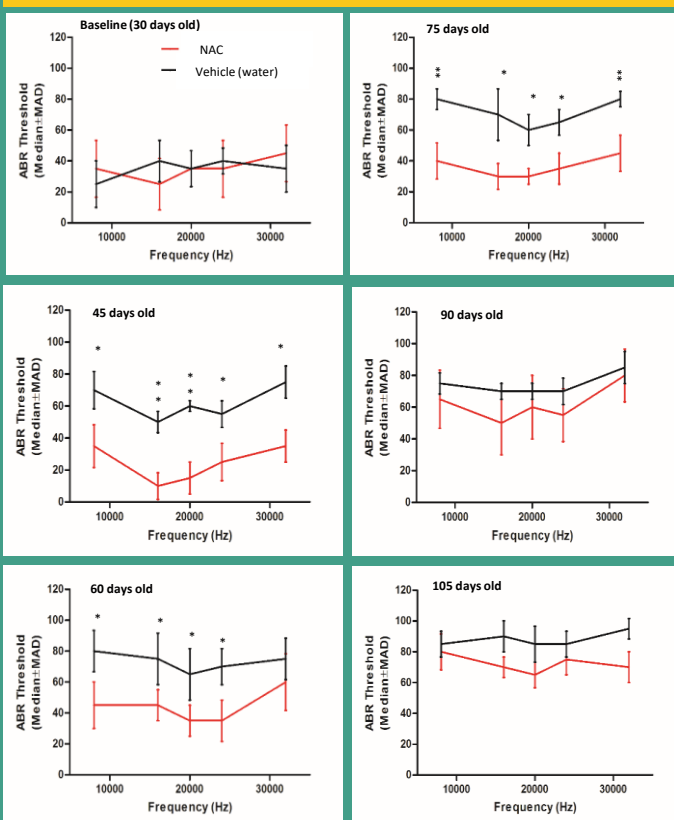 Baseline (30 days old)
120
100
80
60
40
20
0
ABR Threshold
(Median±MAD)
NAC
Vehicle (water)
10000 20000 30000
Frequency (Hz)
75 days old
120
100
80
60
40
20
0
ABR Threshold
(Median±MAD)
** * * * **
10000 20000 30000
Frequency (Hz)
45 days old
120
100
80
60
40
20
0
ABR Threshold
(Median±MAD)
* ** ** * *
10000 20000 30000
Frequency (Hz)
90 days old
120
100
80
60
40
20
0
ABR Threshold
(Median±MAD)
10000 20000 30000
Frequency (Hz)
60 days old
120
100
80
60
40
20
0
ABR Threshold
(Median±MAD)
* * * *
10000 20000 30000
Frequency (Hz)
105 days old
120
100
80
60
40
20
0
ABR Threshold
(Median±MAD)
10000 20000 30000
Frequency (Hz)